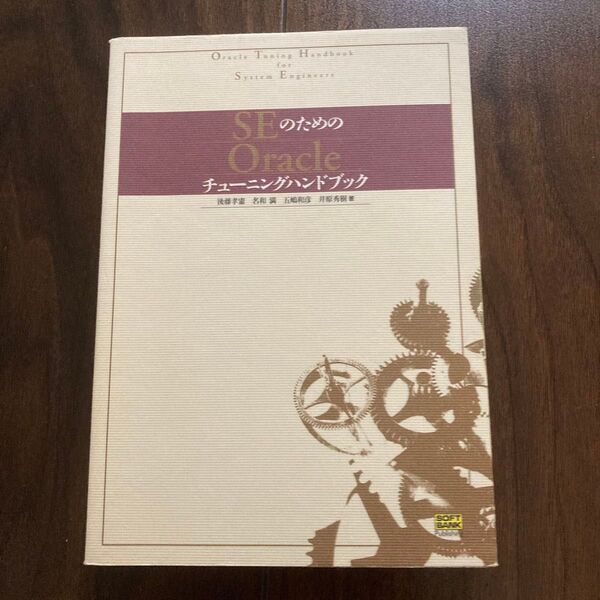 Oracle Tuning Handbook
for
System Engineers
SEのための
Oracle
チューニングハンドブック
後藤孝憲 名和 満 五嶋和彦 井原秀樹 著
SOFT
BANK
Publishing